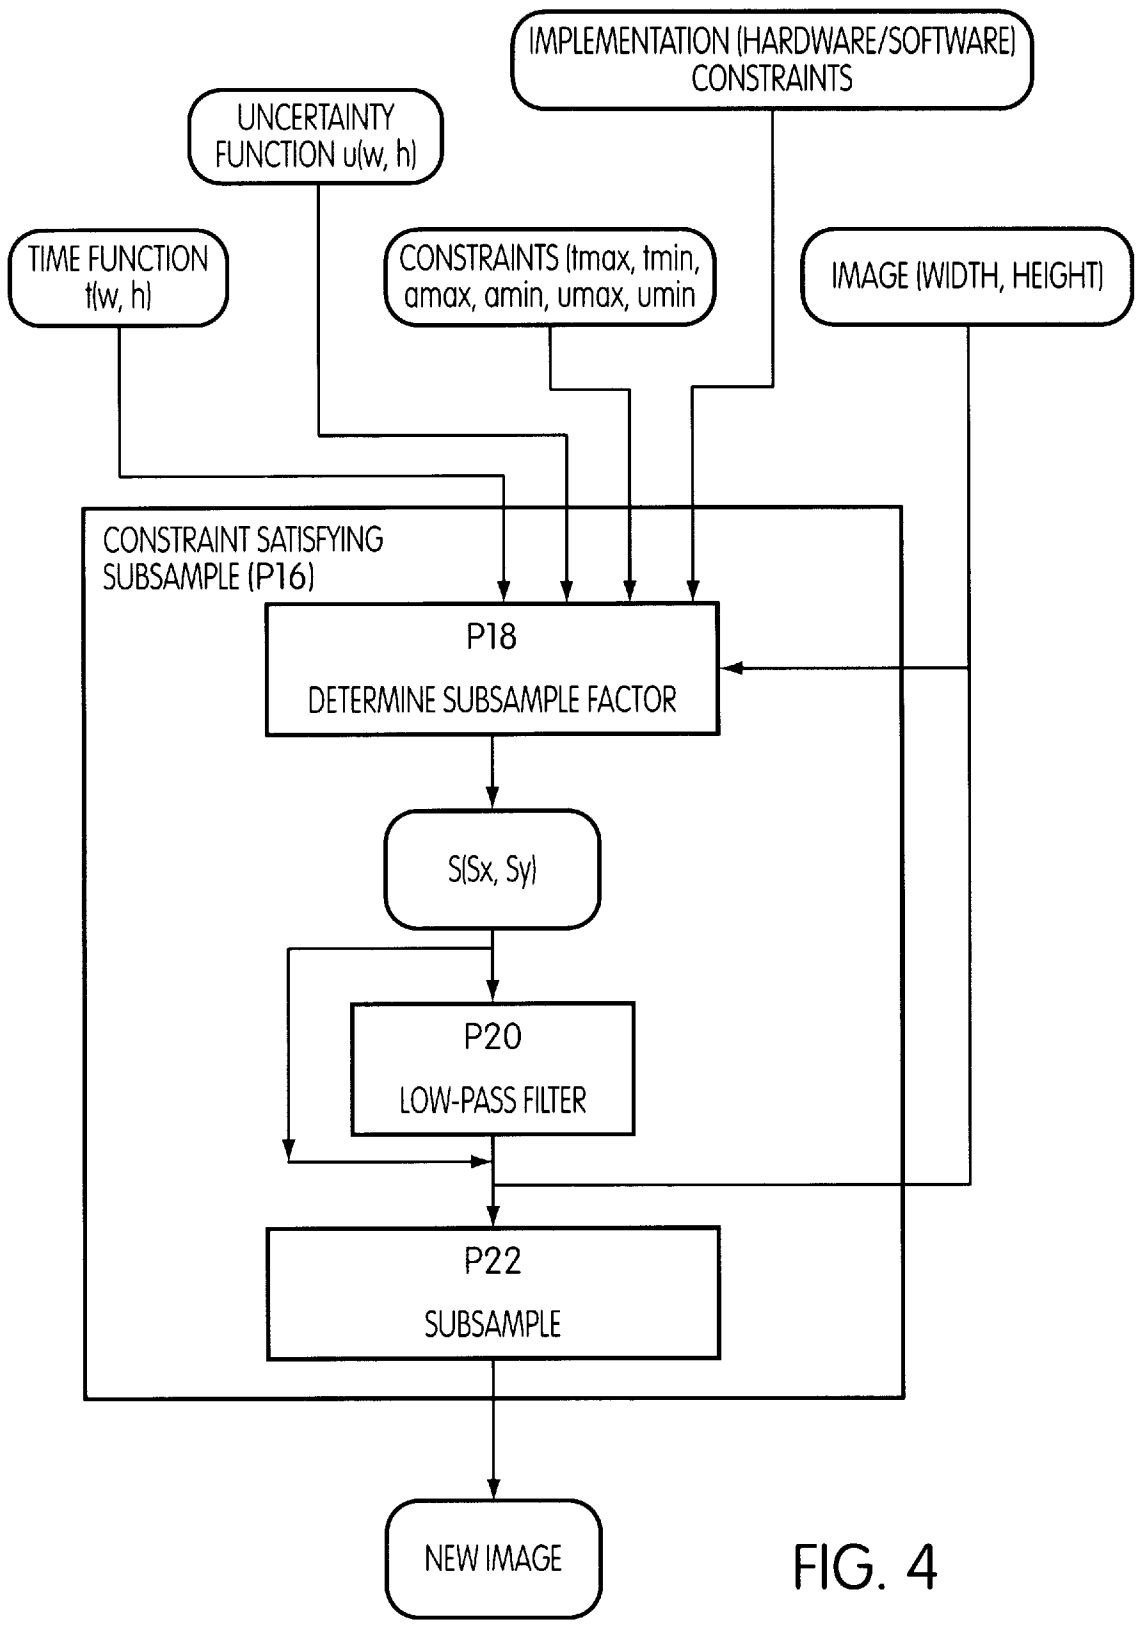 IMPLEMENTATION (HARDWARE/SOFTWARE)
CONSTRAINTS
UNCERTAINTY
FUNCTION u(w, h)
TIME FUNCTION
t(w, h)
CONSTRAINTS (tmax, tmin,
amax, amin, umax, umin
IMAGE (WIDTH, HEIGHT)
CONSTRAINT SATISFYING
SUBSAMPLE (P16)
P18
DETERMINE SUBSAMPLE FACTOR
S(Sx, Sy)
P20
LOW-PASS FILTER
P22
SUBSAMPLE
NEW IMAGE
FIG. 4